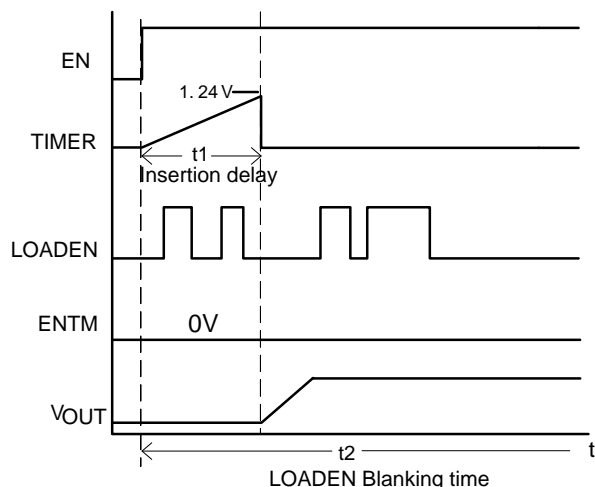 EN
1.24 V
TIMER
t1
Insertion delay
LOADEN
ENTM
0V
VOUT
t2
t
LOADEN Blanking time